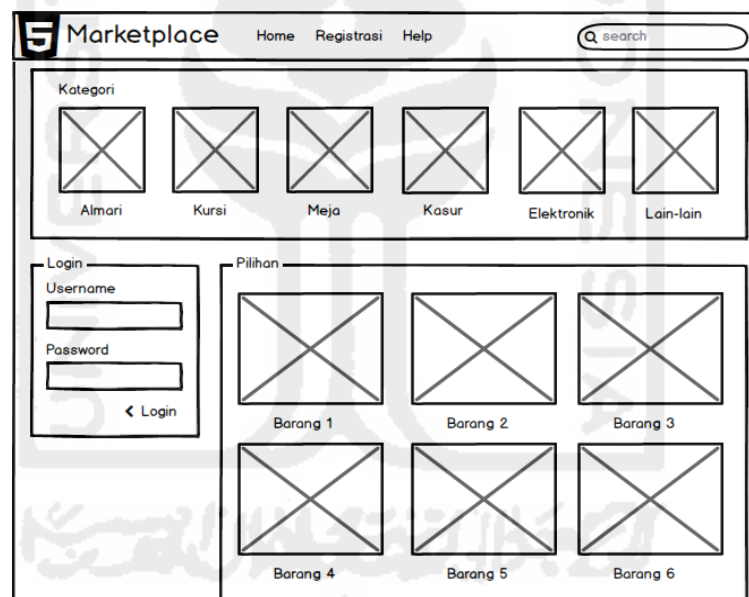 5 Marketplace Home Registrasi Help search
Kategori
Almari Kursi Meja Kasur Elektronik Lain-lain
Login
Username
Password
Login
Pilihan
Barang 1 Barang 2 Barang 3
Barang 4 Barang 5 Barang 6